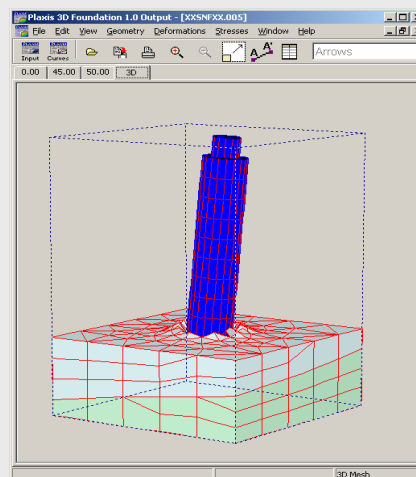 Plaxis 3D Foundation 1.0 Output - [XXSNFXX.005]
File Edit View Geometry Deformations Stresses Window Help
Input Curves A A' Arrows
0.00 45.00 50.00 3D
3D Mesh